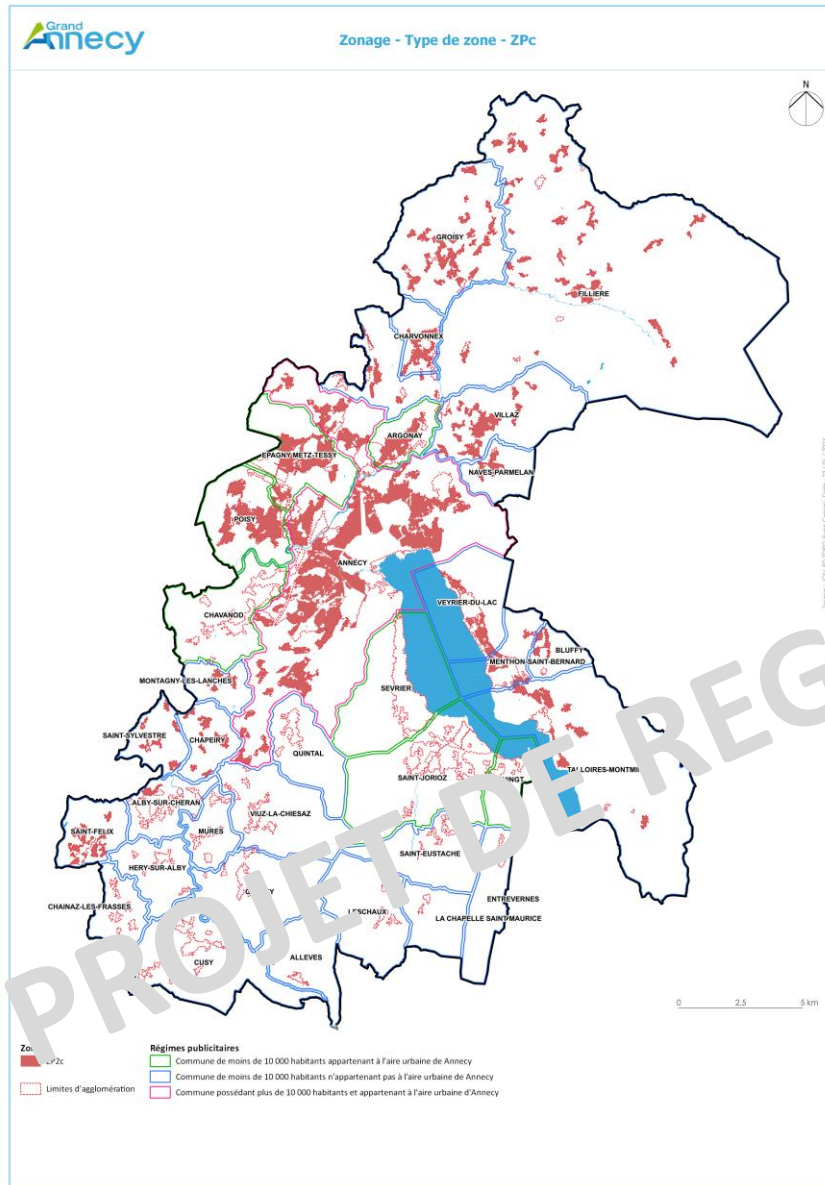 Grand
Annecy
Zonage - Type de zone - ZPc
N
GROISY
FILLIERE
CHARVONNEX
VILLAZ
ARGONAY
EPAGNY METZ-TESSY
NAVES-PARMELAN
POISY
ANNECY
CHAVANOD
VEYRIER-DU-LAC
BLUFFY
MENTHON-SAINT-BERNARD
MONTAGNY-LES-LANCHES
SEVRIER
SAINT-SYLVESTRE
CHAPEIRY
QUINTAL
SAINT-JORIOZ
TALLOIRES-MONTMIN
ALBY-SUR-CHERAN
VIUZ-LA-CHIESAZ
SAINT-FELIX
MURES
SAINT-EUSTACHE
HERY-SUR-ALBY
ENTREVERNES
CHAINAZ-LES-FRASSES
LESCHAUX
LA CHAPELLE SAINT-MAURICE
ALLEVES
CUSY
PROJET DE REG
0 2.5 5 km
Régimes publicitaires
ZP2c
Commune de moins de 10 000 habitants appartenant à l'aire urbaine de Annecy
Commune de moins de 10 000 habitants n'appartenant pas à l'aire urbaine de Annecy
Limites d'agglomération
Commune possédant plus de 10 000 habitants et appartenant à l'aire urbaine d'Annecy